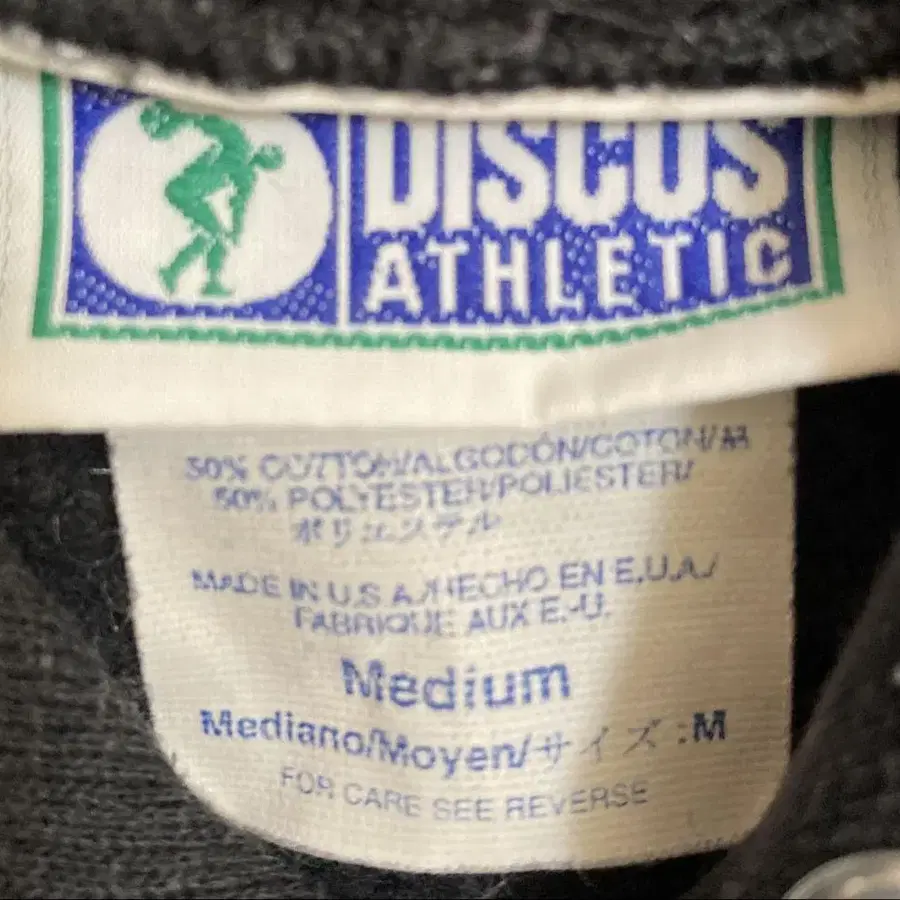 DISCUS
ATHLETIC
50% COTTON/ALGODÓN/COTON/綿
50% POLYESTER/POLIESTER/
ポリエステル
MADE IN U.S.A./HECHO EN E.U.A./
FABRIQUE AUX E.-U.
Medium
Mediano/Moyen/サイズ:M
FOR CARE SEE REVERSE